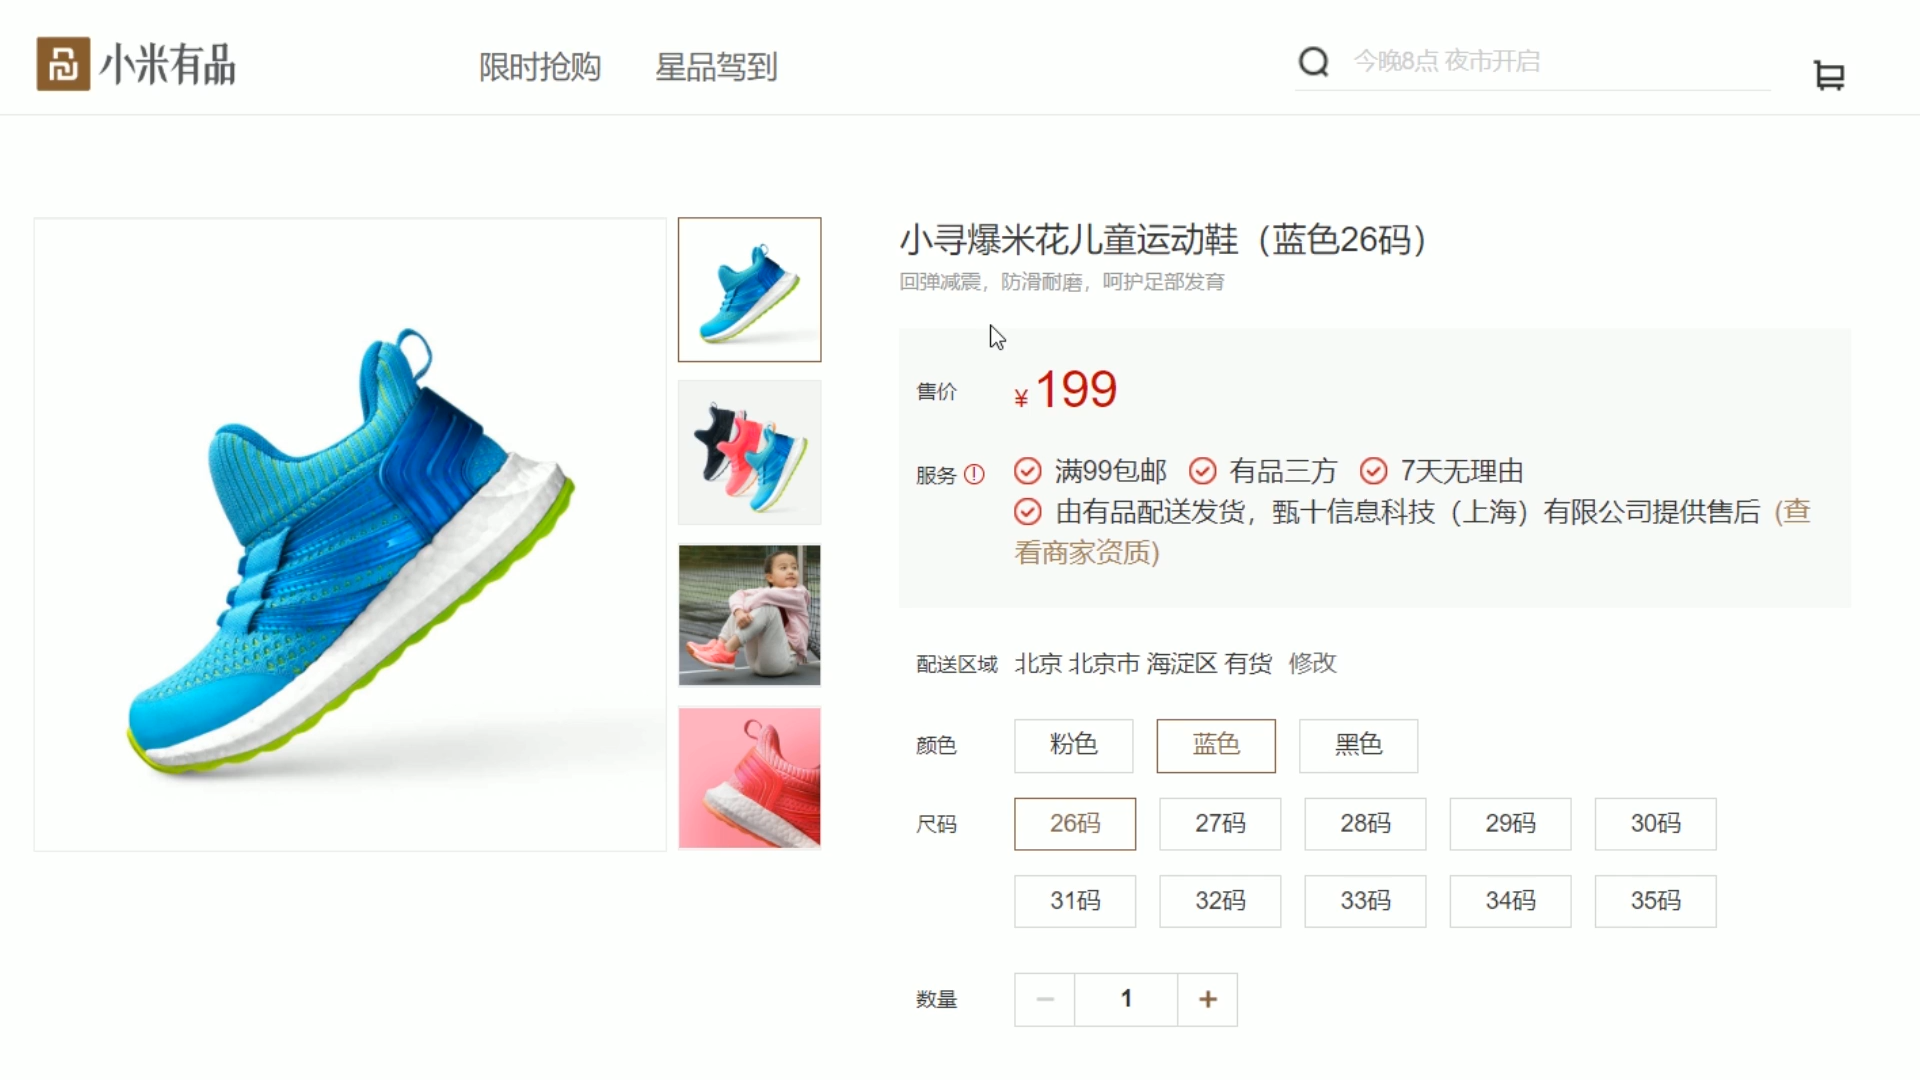 小米有品
限时抢购 星品驾到
今晚8点 夜市开启
小寻爆米花儿童运动鞋（蓝色26码）
回弹减震，防滑耐磨，呵护足部发育
售价 ¥ 199
服务 满99包邮 有品三方 7天无理由
由有品配送发货，甄十信息科技（上海）有限公司提供售后 (查
看商家资质)
配送区域 北京 北京市 海淀区 有货 修改
颜色 粉色 蓝色 黑色
尺码 26码 27码 28码 29码 30码
31码 32码 33码 34码 35码
数量 － 1 +